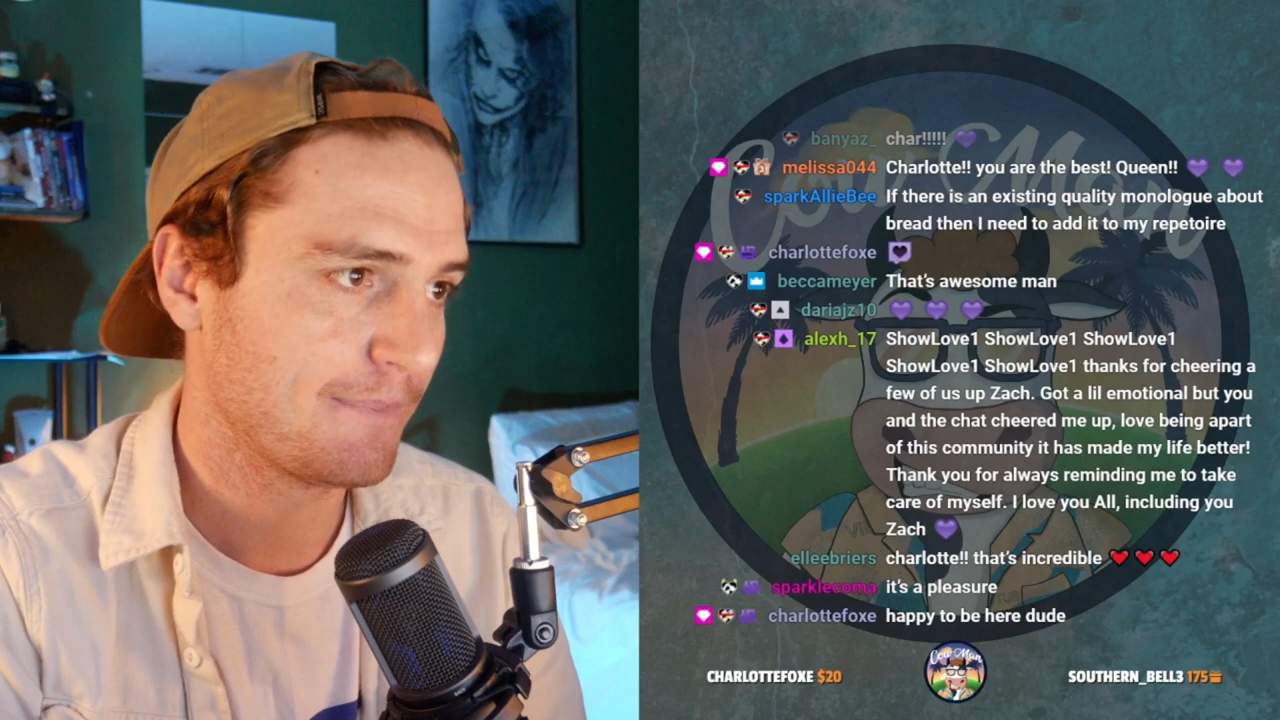 banyaz_ char!!!!! 💜
melissa044 Charlotte!! you are the best! Queen!! 💜 💜
sparkAllieBee If there is an existing quality monologue about
bread then I need to add it to my repetoire
charlottefoxe
beccameyer That's awesome man
dariajz10 💜 💜 💜
alexh_17 ShowLove1 ShowLove1 ShowLove1
ShowLove1 ShowLove1 thanks for cheering a
few of us up Zach. Got a lil emotional but you
and the chat cheered me up, love being apart
of this community it has made my life better!
Thank you for always reminding me to take
care of myself. I love you All, including you
Zach 💜
elleebriers charlotte!! that's incredible ❤️ ❤️ ❤️
sparklecoma it's a pleasure
charlottefoxe happy to be here dude
Cow Man
CHARLOTTEFOXE $20
Cow Man
SOUTHERN_BELL3 175